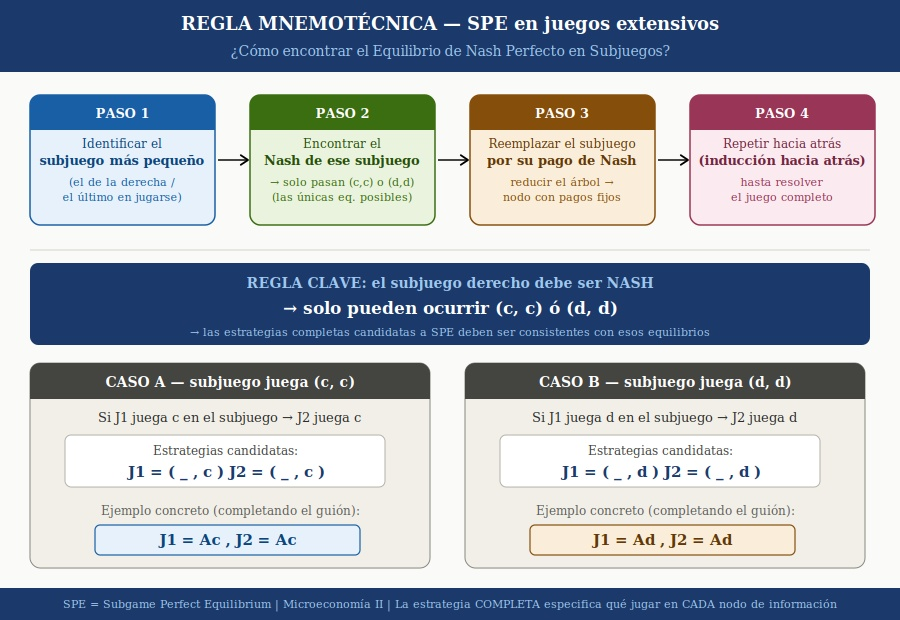 REGLA MNEMOTÉCNICA — SPE en juegos extensivos
¿Cómo encontrar el Equilibrio de Nash Perfecto en Subjuegos?
PASO 1
Identificar el
subjuego más pequeño
(el de la derecha /
el último en jugarse)
PASO 2
Encontrar el
Nash de ese subjuego
→ solo pasan (c,c) o (d,d)
(las únicas eq. posibles)
PASO 3
Reemplazar el subjuego
por su pago de Nash
reducir el árbol →
nodo con pagos fijos
PASO 4
Repetir hacia atrás
(inducción hacia atrás)
hasta resolver
el juego completo
REGLA CLAVE: el subjuego derecho debe ser NASH
→ solo pueden ocurrir (c, c) ó (d, d)
→ las estrategias completas candidatas a SPE deben ser consistentes con esos equilibrios
CASO A — subjuego juega (c, c)
Si J1 juega c en el subjuego → J2 juega c
Estrategias candidatas:
J1 = ( _ , c ) J2 = ( _ , c )
Ejemplo concreto (completando el guión):
J1 = Ac , J2 = Ac
CASO B — subjuego juega (d, d)
Si J1 juega d en el subjuego → J2 juega d
Estrategias candidatas:
J1 = ( _ , d ) J2 = ( _ , d )
Ejemplo concreto (completando el guión):
J1 = Ad , J2 = Ad
SPE = Subgame Perfect Equilibrium | Microeconomía II | La estrategia COMPLETA especifica qué jugar en CADA nodo de información